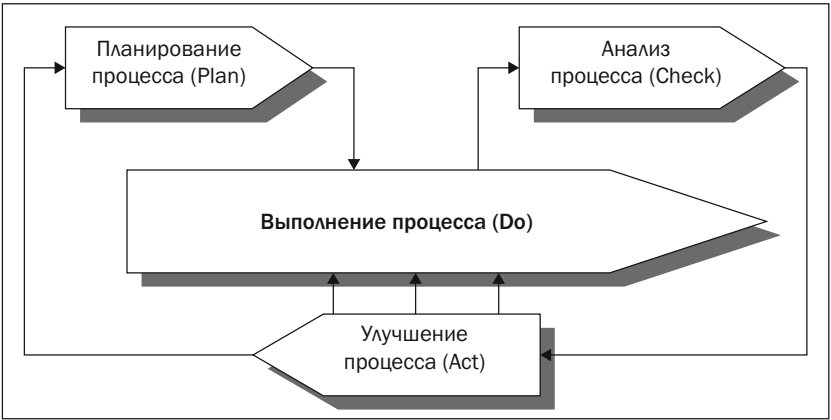 Планирование
процесса (Plan)
Анализ
процесса (Check)
Выполнение процесса (Do)
Улучшение
процесса (Act)